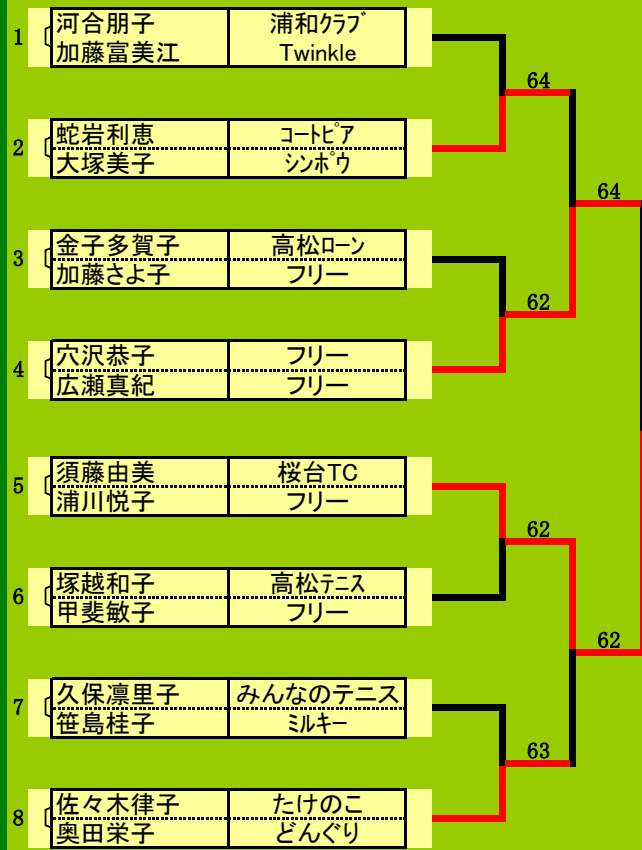 1
河合朋子 浦和ｸﾗﾌﾞ
加藤富美江 Twinkle
64
2
蛇岩利恵 ｺｰﾄﾋﾟｱ
大塚美子 ｼﾝﾎﾟｳ
64
3
金子多賀子 高松ﾛｰﾝ
加藤さよ子 フリー
62
4
穴沢恭子 フリー
広瀬真紀 フリー
5
須藤由美 桜台TC
浦川悦子 フリー
62
6
塚越和子 高松ﾃﾆｽ
甲斐敏子 フリー
62
7
久保凛里子 みんなのテニス
笹島桂子 ﾐﾙｷｰ
63
8
佐々木律子 たけのこ
奥田栄子 どんぐり